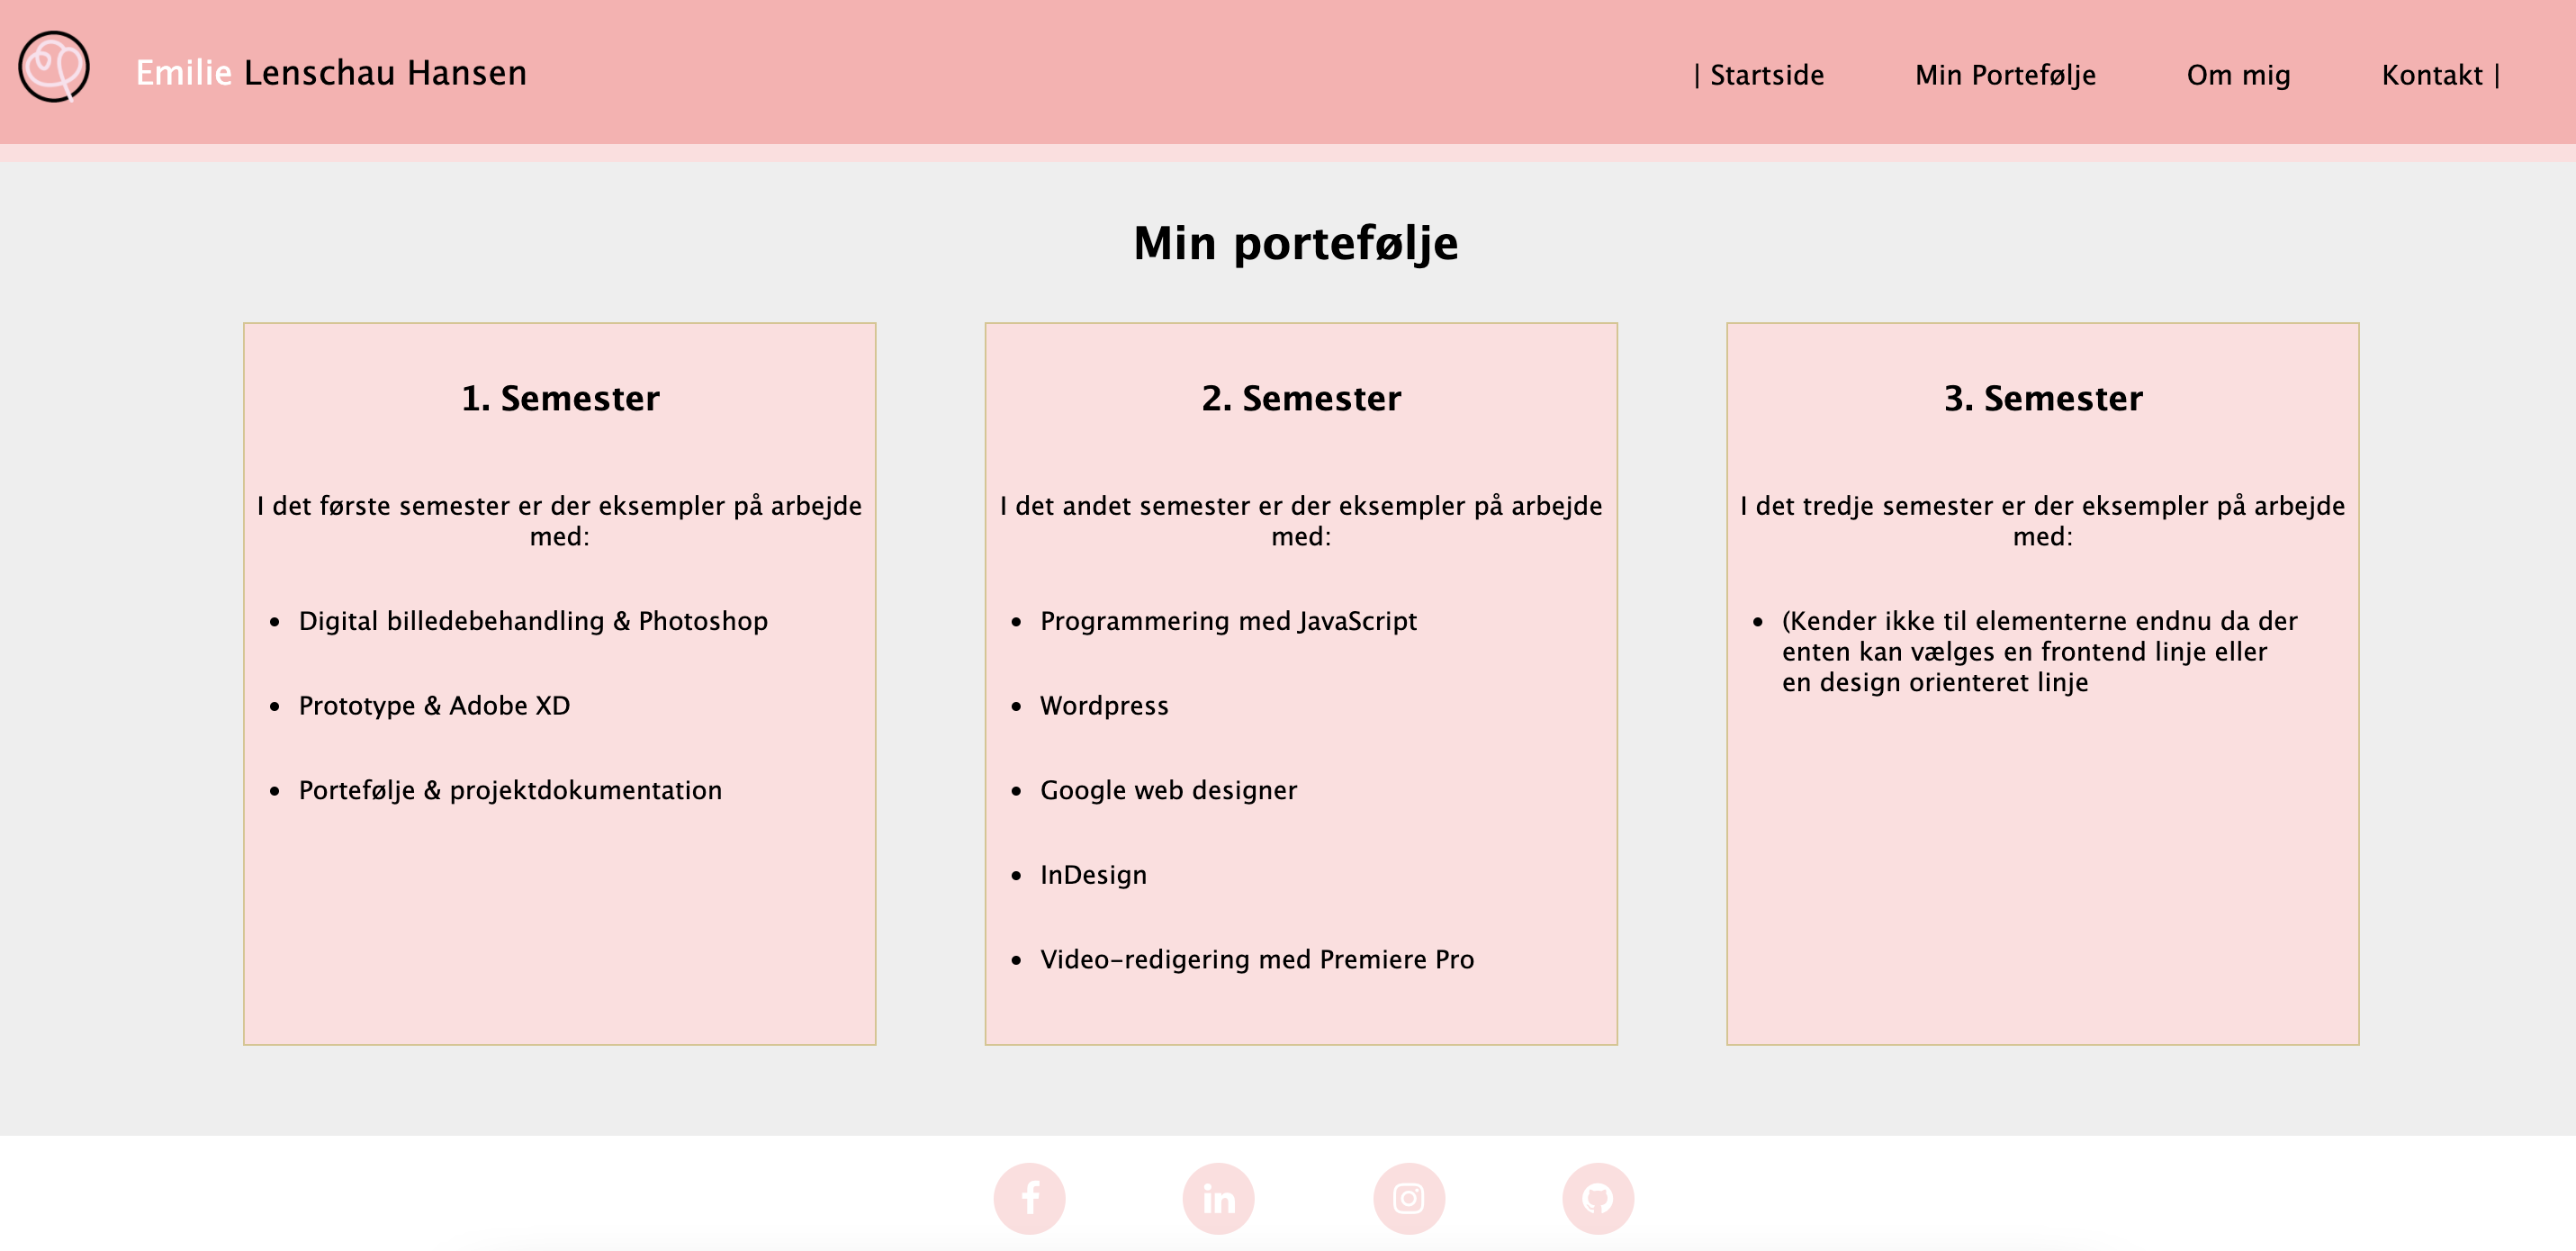 Emilie Lenschau Hansen
| Startside Min Portefølje Om mig Kontakt |
Min portefølje
1. Semester
I det første semester er der eksempler på arbejde
med:
• Digital billedebehandling & Photoshop
• Prototype & Adobe XD
• Portefølje & projektdokumentation
2. Semester
I det andet semester er der eksempler på arbejde
med:
• Programmering med JavaScript
• Wordpress
• Google web designer
• InDesign
• Video-redigering med Premiere Pro
3. Semester
I det tredje semester er der eksempler på arbejde
med:
• (Kender ikke til elementerne endnu da der
enten kan vælges en frontend linje eller
en design orienteret linje